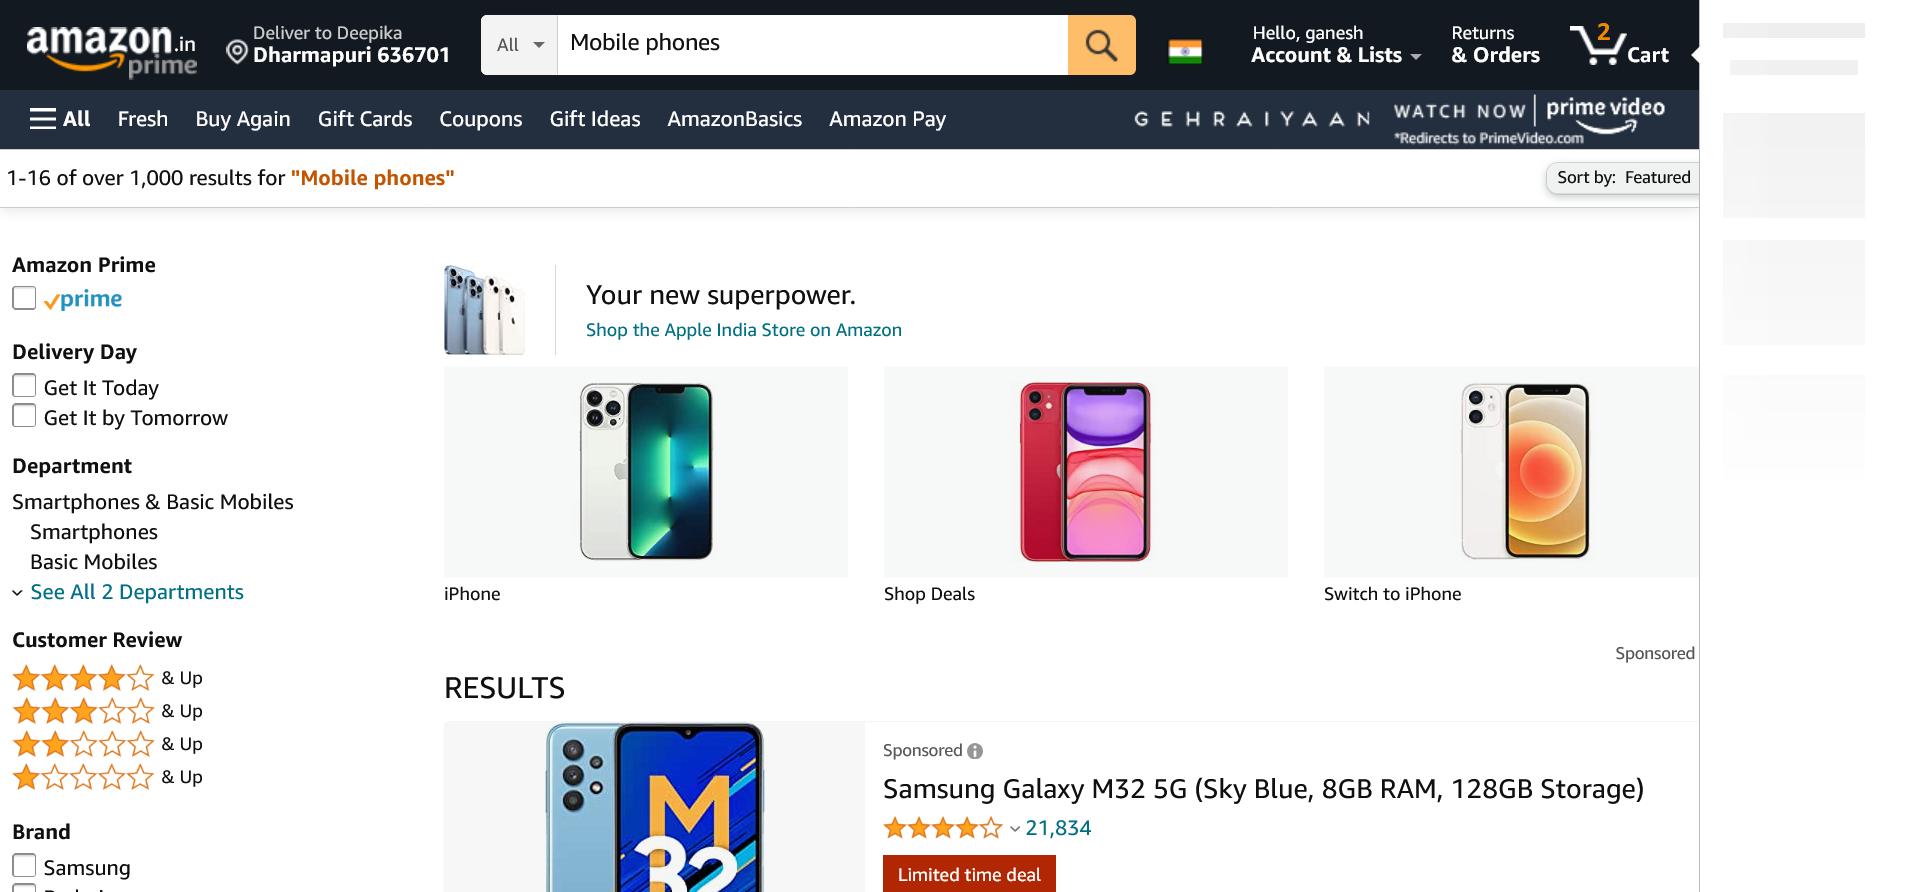 amazon.in
prime
Deliver to Deepika
Dharmapuri 636701
All
Mobile phones
Hello, ganesh
Account & Lists
Returns
& Orders
2
Cart
All
Fresh
Buy Again
Gift Cards
Coupons
Gift Ideas
AmazonBasics
Amazon Pay
GEHRAIYAAN
WATCH NOW
prime video
*Redirects to PrimeVideo.com
1-16 of over 1,000 results for "Mobile phones"
Sort by: Featured
Amazon Prime
prime
Delivery Day
Get It Today
Get It by Tomorrow
Department
Smartphones & Basic Mobiles
Smartphones
Basic Mobiles
See All 2 Departments
Customer Review
& Up
& Up
& Up
& Up
Brand
Samsung
Your new superpower.
Shop the Apple India Store on Amazon
iPhone
Shop Deals
Switch to iPhone
Sponsored
RESULTS
M
32
Sponsored
Samsung Galaxy M32 5G (Sky Blue, 8GB RAM, 128GB Storage)
21,834
Limited time deal